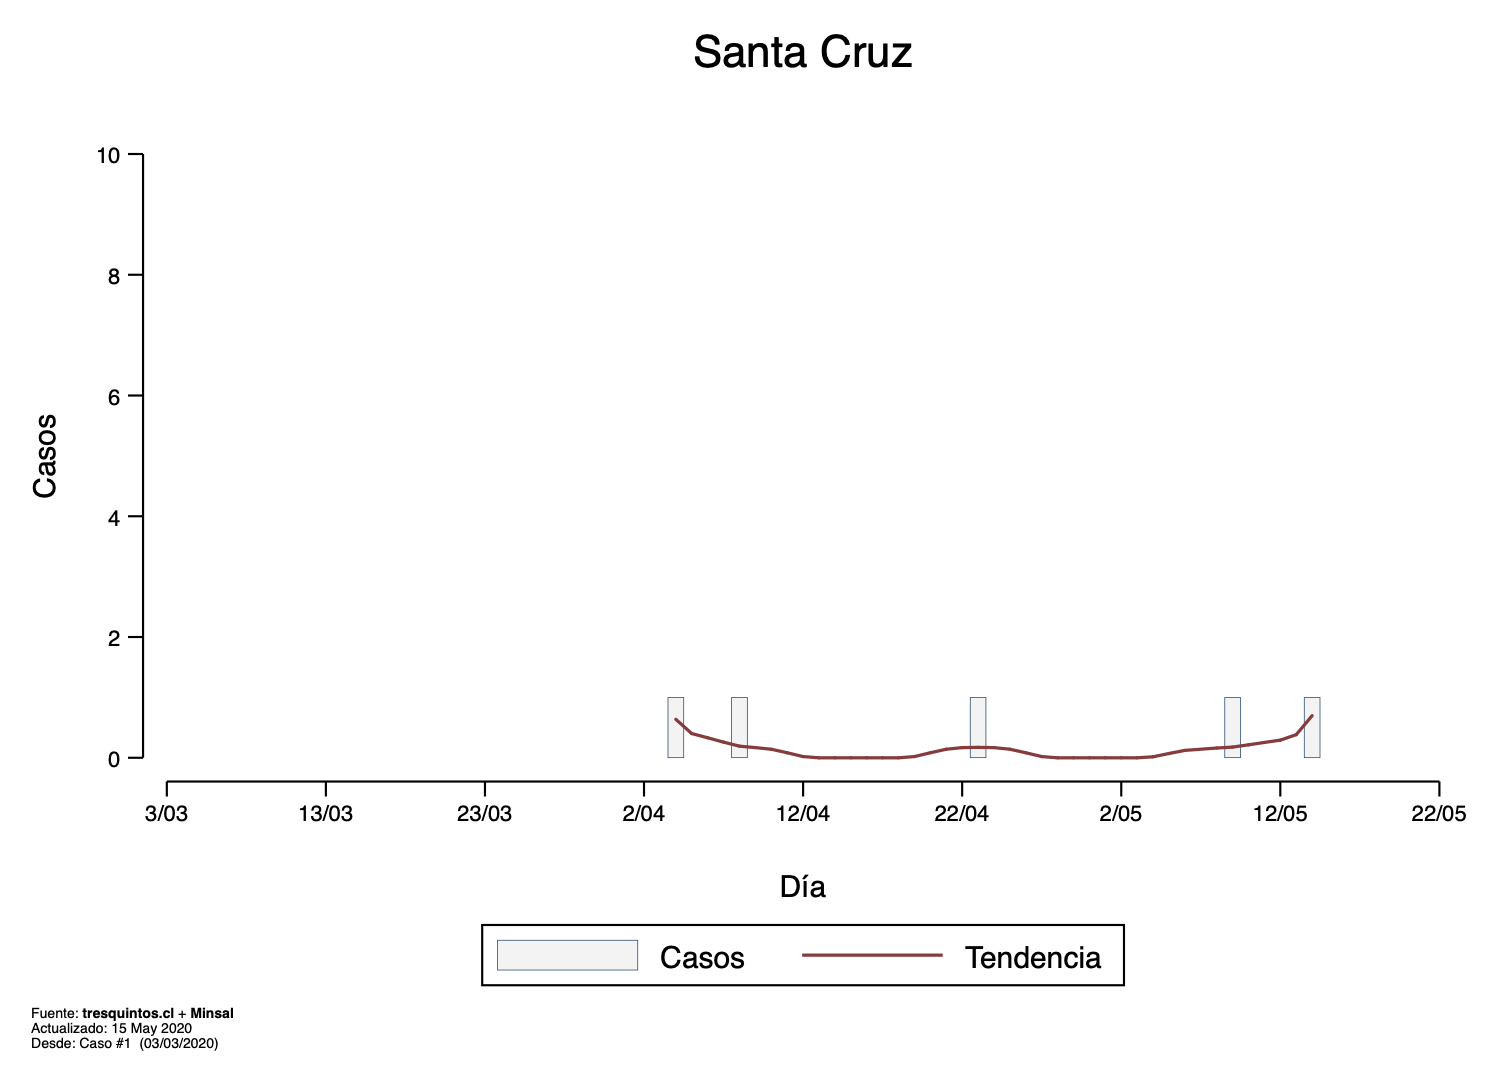 Santa Cruz
10
8
6
4
2
0
Casos
3/03 13/03 23/03 2/04 12/04 22/04 2/05 12/05 22/05
Día
Casos Tendencia
Fuente: tresquintos.cl + Minsal
Actualizado: 15 May 2020
Desde: Caso #1 (03/03/2020)